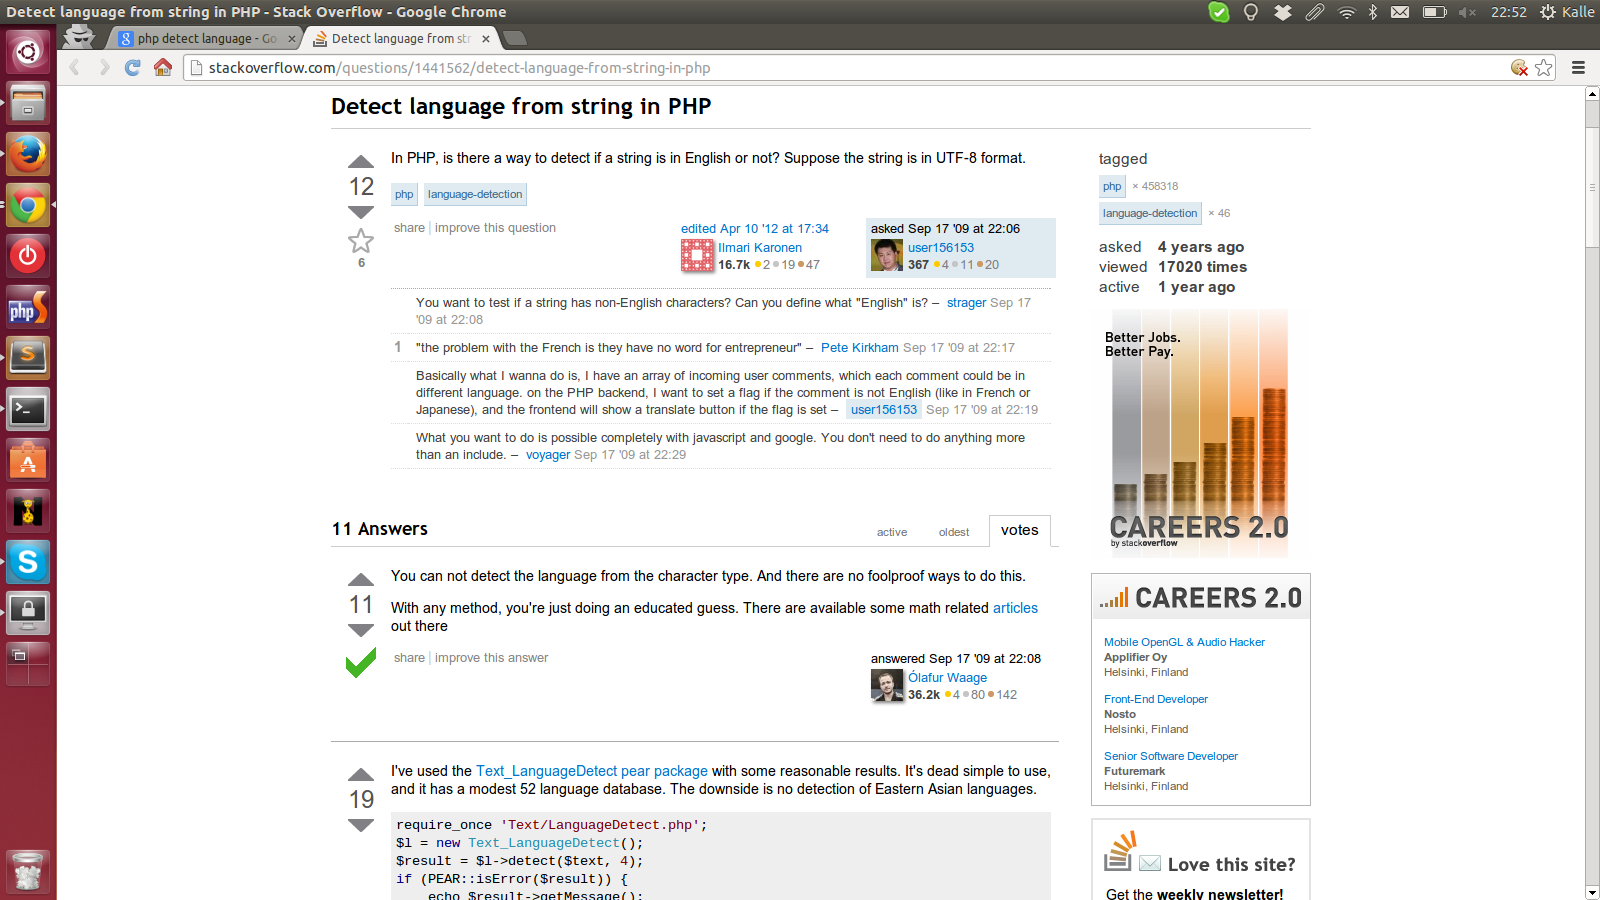 Detect language from string in PHP - Stack Overflow - Google Chrome
22:52 Kalle
php detect language - Go
Detect language from str
stackoverflow.com/questions/1441562/detect-language-from-string-in-php
Detect language from string in PHP
12
6
In PHP, is there a way to detect if a string is in English or not? Suppose the string is in UTF-8 format.
php language-detection
share improve this question
edited Apr 10 '12 at 17:34
Ilmari Karonen
16.7k 2 19 47
asked Sep 17 '09 at 22:06
user156153
367 4 11 20
You want to test if a string has non-English characters? Can you define what "English" is? – strager Sep 17
'09 at 22:08
1 "the problem with the French is they have no word for entrepreneur" – Pete Kirkham Sep 17 '09 at 22:17
Basically what I wanna do is, I have an array of incoming user comments, which each comment could be in
different language. on the PHP backend, I want to set a flag if the comment is not English (like in French or
Japanese), and the frontend will show a translate button if the flag is set – user156153 Sep 17 '09 at 22:19
What you want to do is possible completely with javascript and google. You don't need to do anything more
than an include. – voyager Sep 17 '09 at 22:29
11 Answers
active oldest votes
11
You can not detect the language from the character type. And there are no foolproof ways to do this.
With any method, you're just doing an educated guess. There are available some math related articles
out there
share improve this answer
answered Sep 17 '09 at 22:08
Ólafur Waage
36.2k 4 80 142
19
I've used the Text_LanguageDetect pear package with some reasonable results. It's dead simple to use,
and it has a modest 52 language database. The downside is no detection of Eastern Asian languages.
require_once 'Text/LanguageDetect.php';
$l = new Text_LanguageDetect();
$result = $l->detect($text, 4);
if (PEAR::isError($result)) {
echo $result->getMessage();
tagged
php × 458318
language-detection × 46
asked 4 years ago
viewed 17020 times
active 1 year ago
Better Jobs.
Better Pay.
CAREERS 2.0
by stackoverflow
CAREERS 2.0
Mobile OpenGL & Audio Hacker
Applifier Oy
Helsinki, Finland
Front-End Developer
Nosto
Helsinki, Finland
Senior Software Developer
Futuremark
Helsinki, Finland
Love this site?
Get the weekly newsletter!
php S
S
S